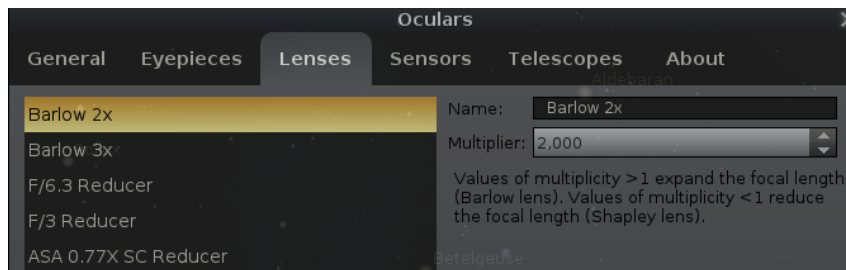 Oculars
General Eyepieces Lenses Sensors Telescopes About
Aldebaran
Barlow 2x
Barlow 3x
F/6.3 Reducer
F/3 Reducer
ASA 0.77X SC Reducer
Name: Barlow 2x
Multiplier: 2,000
Values of multiplicity >1 expand the focal length
(Barlow lens). Values of multiplicity <1 reduce
the focal length (Shapley lens).
Betelgeuse